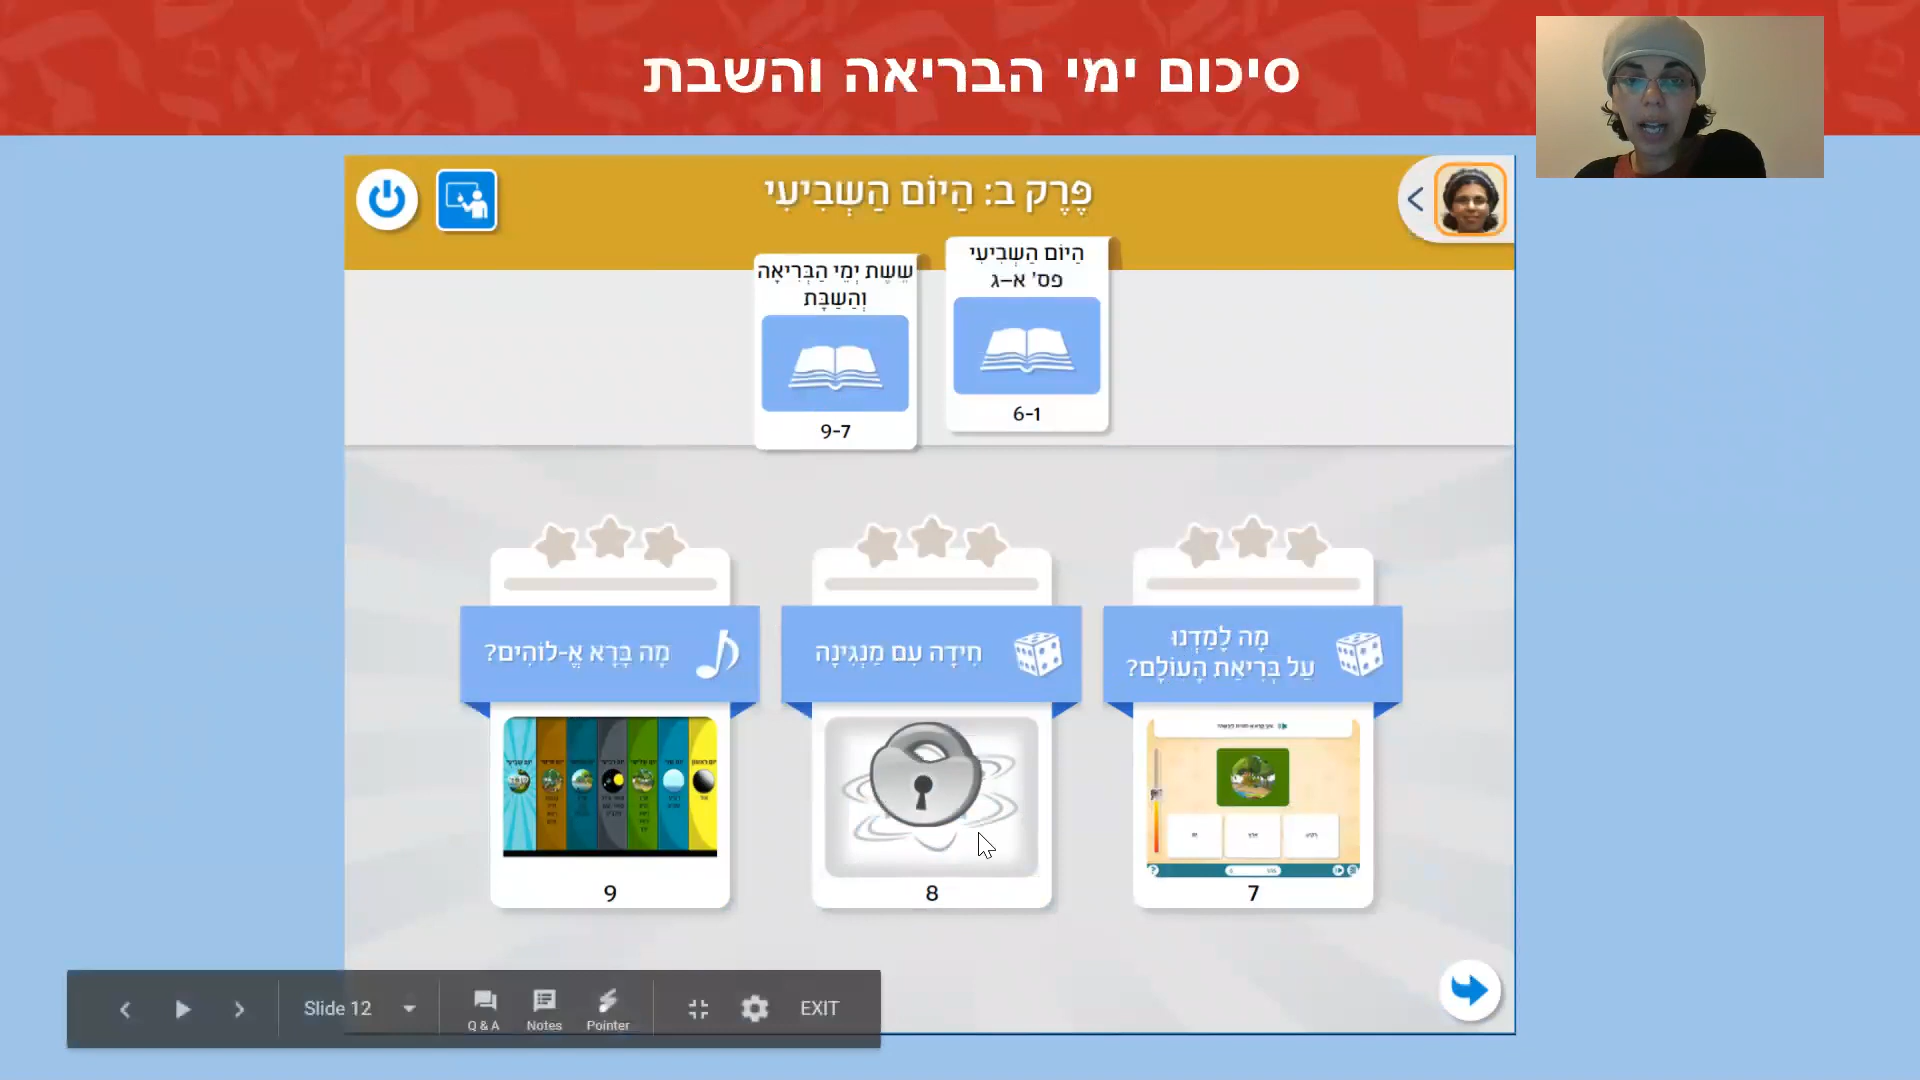 סיכום ימי הבריאה והשבת
פֶּרֶק ב: הַיּוֹם הַשְּׁבִיעִי
הַיּוֹם הַשְּׁבִיעִי
פס' א–ג
6-1
שֵׁשֶׁת יְמֵי הַבְּרִיאָה
וְהַשַּׁבָּת
9-7
מָה לָמַדְנוּ
עַל בְּרִיאַת הָעוֹלָם?
7
חִידָה עִם מַנְגִּינָה
8
מָה בָּרָא אֱ-לוֹהִים?
9
Slide 12
Q & A
Notes
Pointer
EXIT